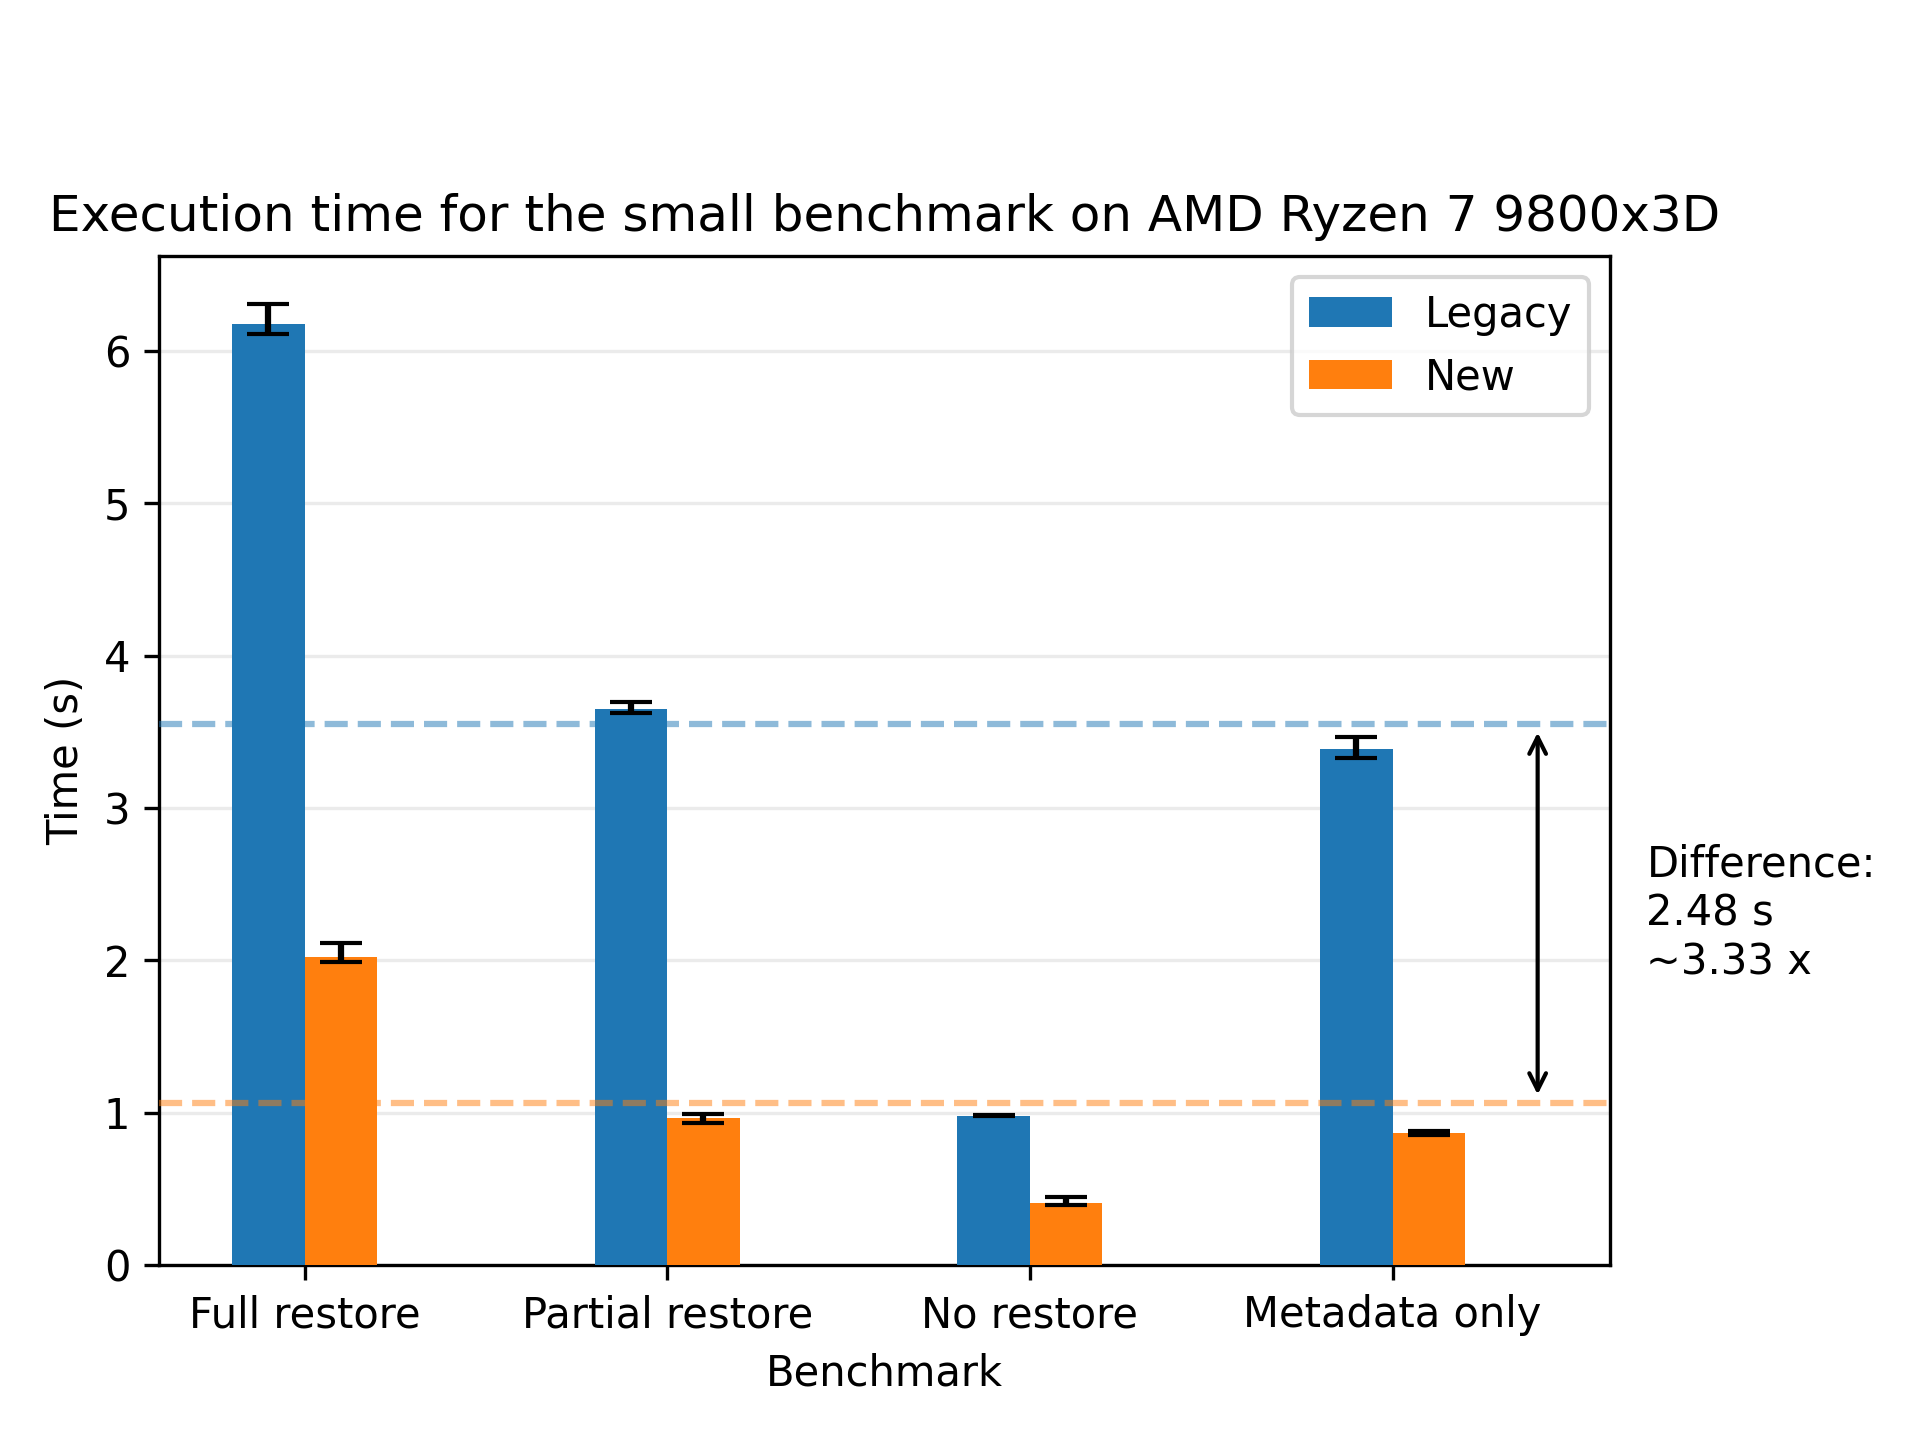 Execution time for the small benchmark on AMD Ryzen 7 9800x3D
Legacy
New
6
5
4
3
2
1
0
Time (s)
Difference:
2.48 s
~3.33 x
Full restore
Partial restore
No restore
Metadata only
Benchmark